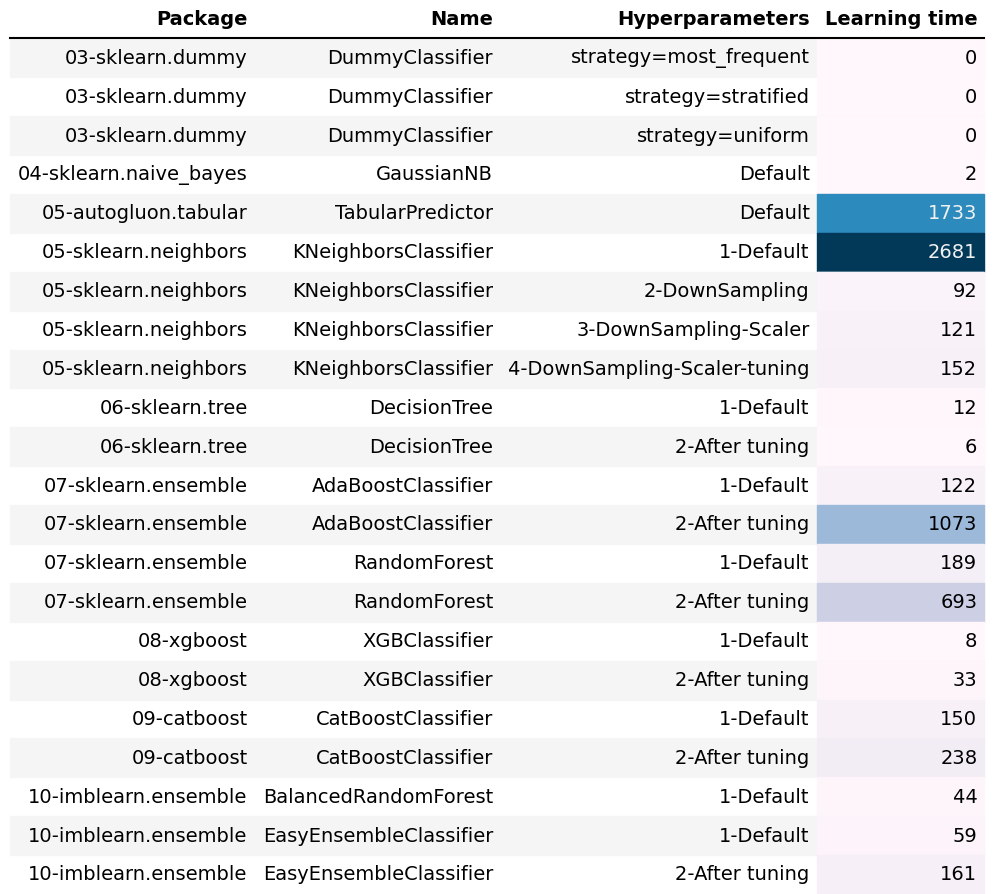 Package Name Hyperparameters Learning time
03-sklearn.dummy DummyClassifier strategy=most_frequent 0
03-sklearn.dummy DummyClassifier strategy=stratified 0
03-sklearn.dummy DummyClassifier strategy=uniform 0
04-sklearn.naive_bayes GaussianNB Default 2
05-autogluon.tabular TabularPredictor Default 1733
05-sklearn.neighbors KNeighborsClassifier 1-Default 2681
05-sklearn.neighbors KNeighborsClassifier 2-DownSampling 92
05-sklearn.neighbors KNeighborsClassifier 3-DownSampling-Scaler 121
05-sklearn.neighbors KNeighborsClassifier 4-DownSampling-Scaler-tuning 152
06-sklearn.tree DecisionTree 1-Default 12
06-sklearn.tree DecisionTree 2-After tuning 6
07-sklearn.ensemble AdaBoostClassifier 1-Default 122
07-sklearn.ensemble AdaBoostClassifier 2-After tuning 1073
07-sklearn.ensemble RandomForest 1-Default 189
07-sklearn.ensemble RandomForest 2-After tuning 693
08-xgboost XGBClassifier 1-Default 8
08-xgboost XGBClassifier 2-After tuning 33
09-catboost CatBoostClassifier 1-Default 150
09-catboost CatBoostClassifier 2-After tuning 238
10-imblearn.ensemble BalancedRandomForest 1-Default 44
10-imblearn.ensemble EasyEnsembleClassifier 1-Default 59
10-imblearn.ensemble EasyEnsembleClassifier 2-After tuning 161